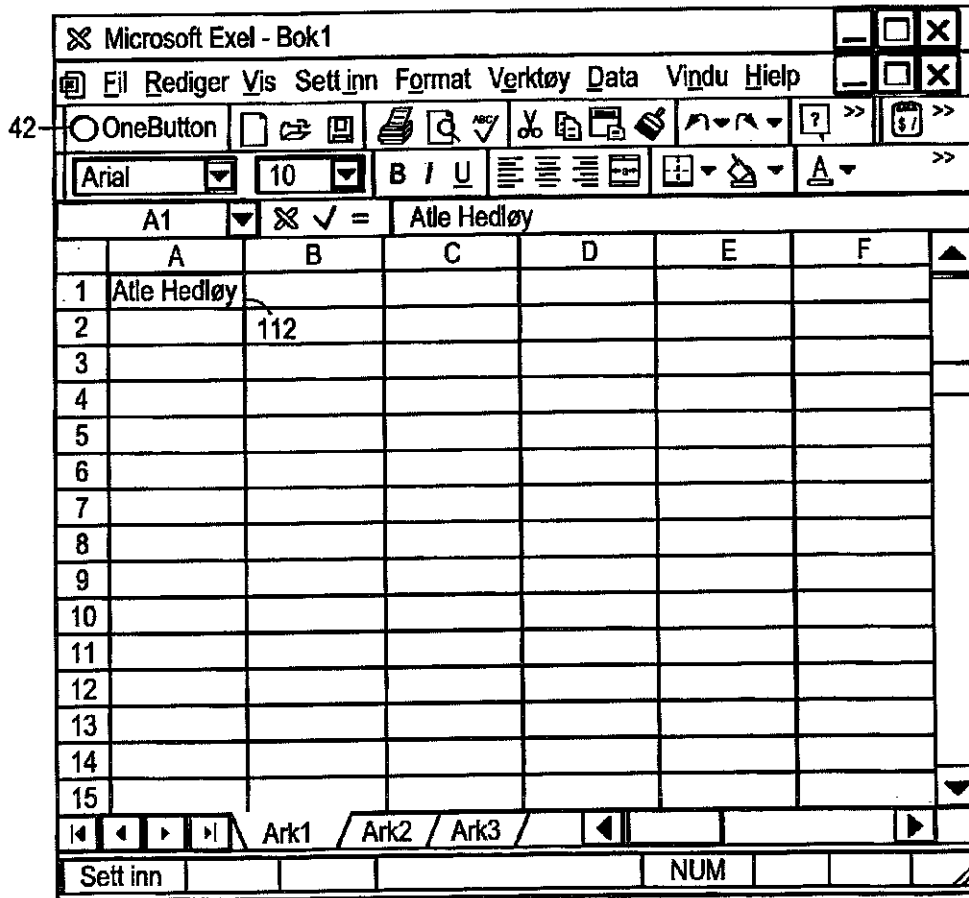 Microsoft Exel - Bok1
Fil Rediger Vis Sett inn Format Verktøy Data Vindu Hielp
42 OneButton ABC ? >> $7 >>
Arial 10 B I U A >>
A1 = Atle Hedløy
A B C D E F
1 Atle Hedløy
2 112
3
4
5
6
7
8
9
10
11
12
13
14
15
Ark1 Ark2 Ark3
Sett inn NUM